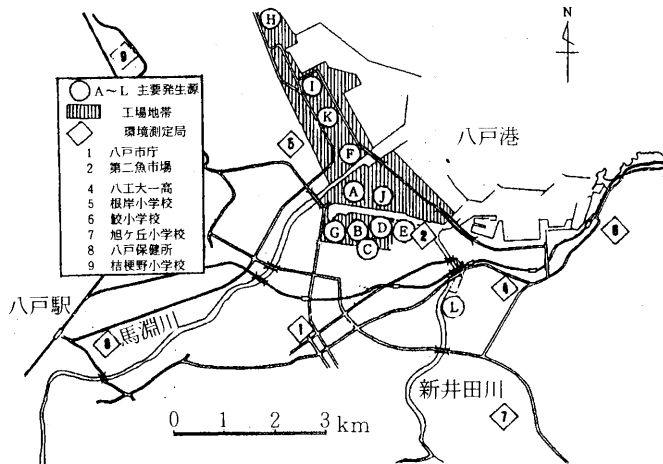 H
N
9
A～L 主要発生源
工場地帯
環境測定局
1 八戸市庁
2 第二魚市場
4 八工大一高
5 根岸小学校
6 鮫小学校
7 旭ケ丘小学校
8 八戸保健所
9 桔梗野小学校
I
K
5
F
八戸港
A
J
G
B
D
E
2
C
6
八戸駅
馬淵川
L
8
1
新井田川
7
0 1 2 3 km